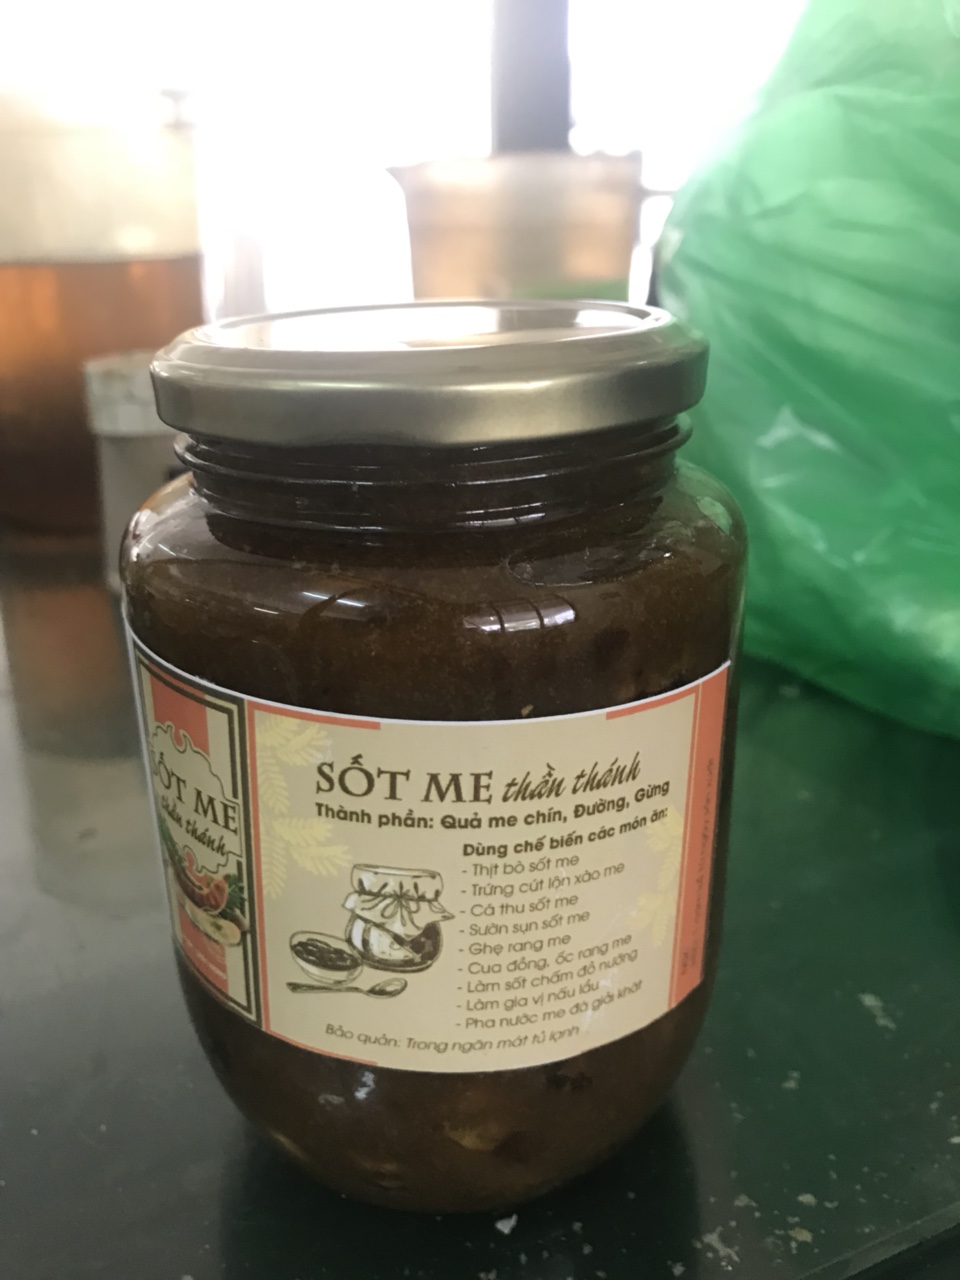 SỐT ME
thần thánh
SỐT ME thần thánh
Thành phần: Quả me chín, Đường, Gừng
Dùng chế biến các món ăn:
- Thịt bò sốt me
- Trứng cút lộn xào me
- Cá thu sốt me
- Sườn sụn sốt me
- Ghẹ rang me
- Cua đồng, ốc rang me
- Làm sốt chấm đồ nướng
- Làm gia vị nấu lẩu
- Pha nước me đá giải khát
Bảo quản: Trong ngăn mát tủ lạnh